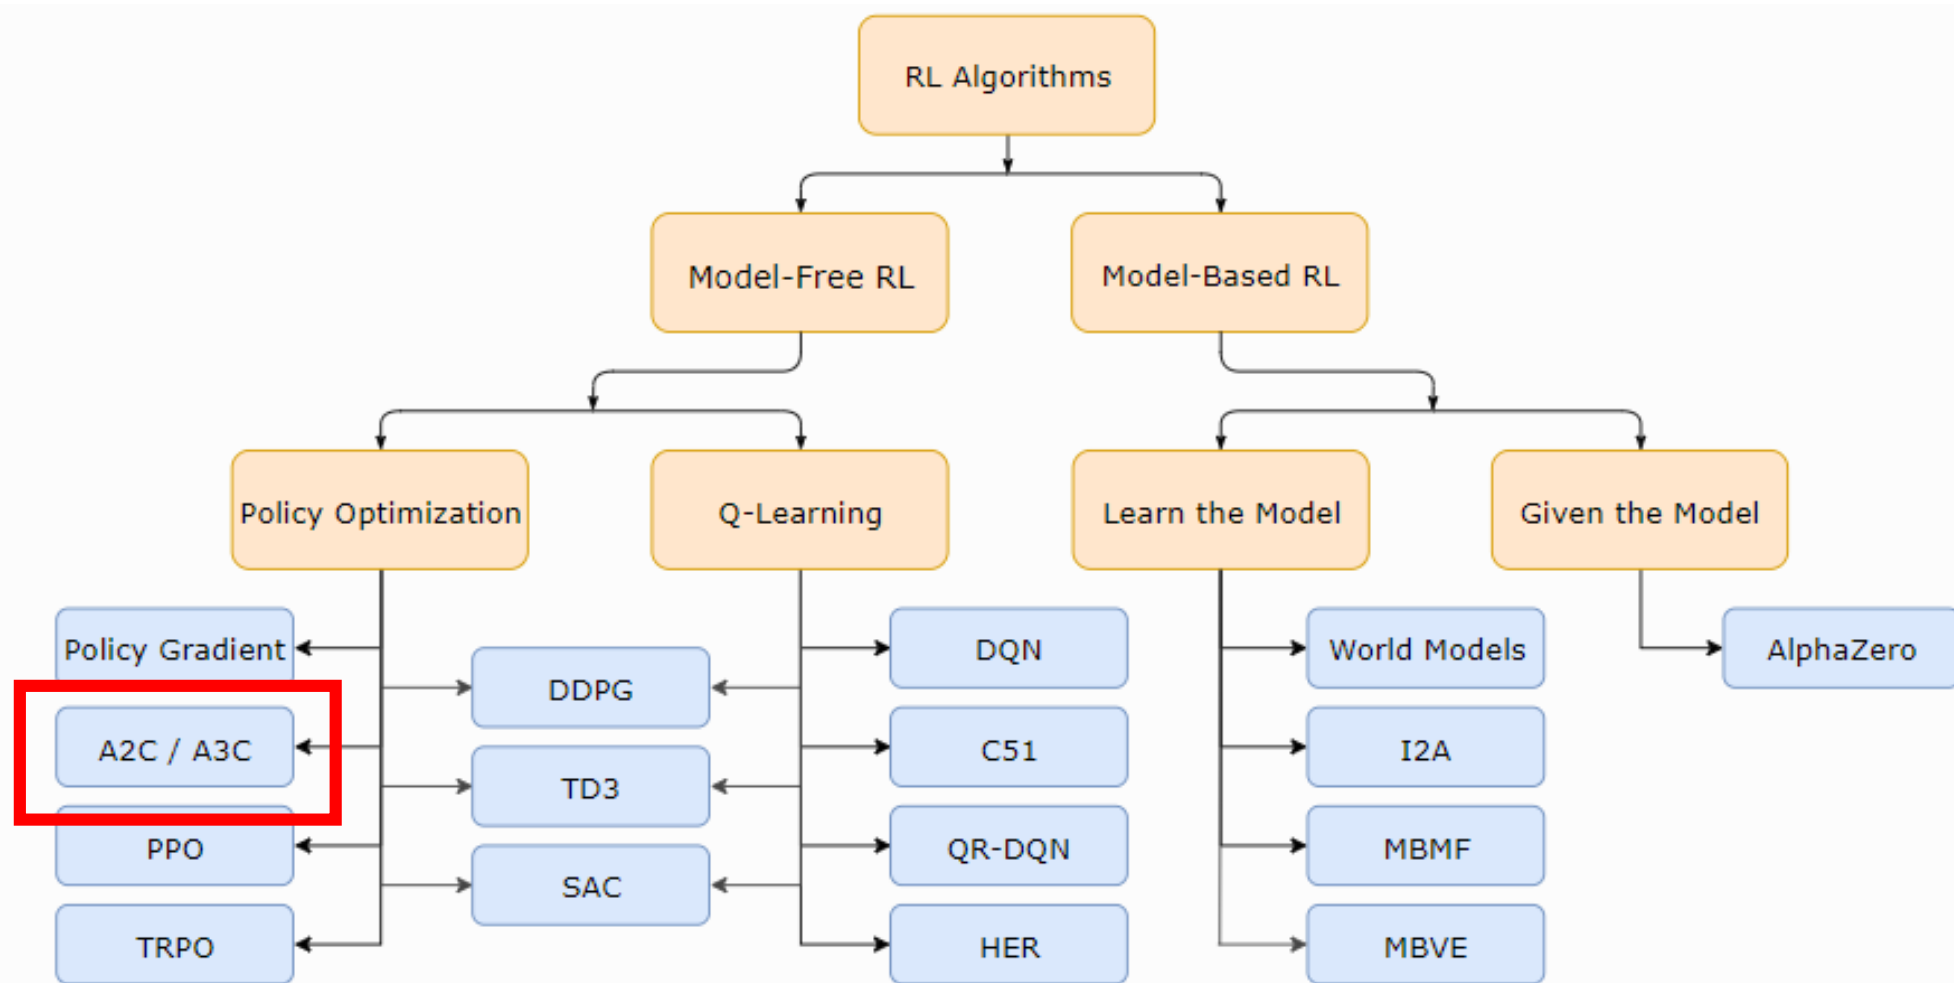 RL Algorithms
Model-Free RL
Model-Based RL
Policy Optimization
Q-Learning
Learn the Model
Given the Model
Policy Gradient
DDPG
DQN
World Models
AlphaZero
A2C / A3C
TD3
C51
I2A
PPO
SAC
QR-DQN
MBMF
TRPO
HER
MBVE